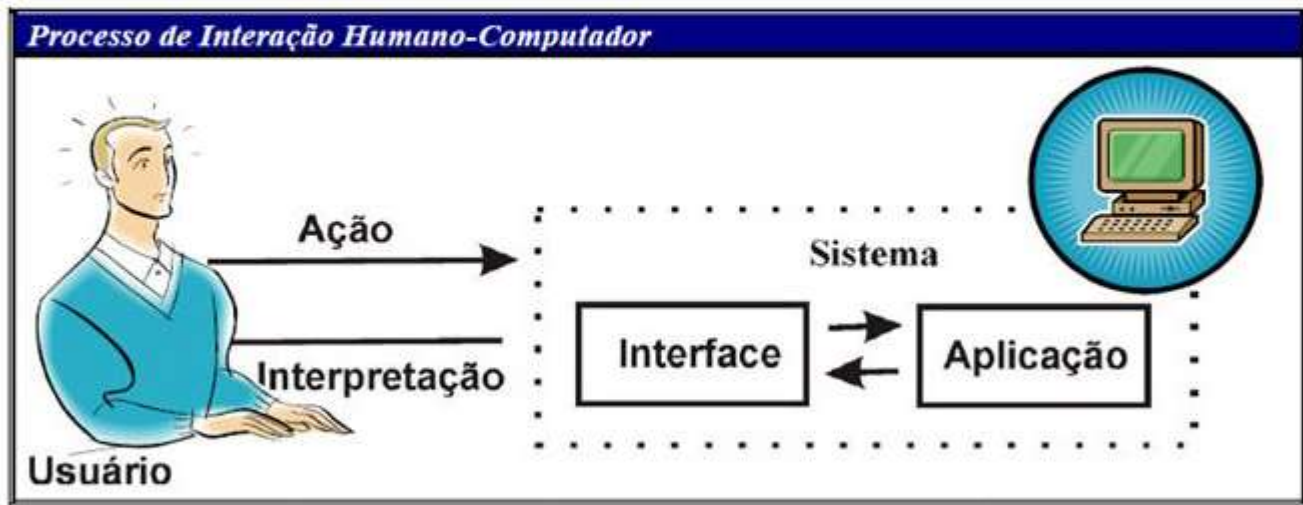 Processo de Interação Humano-Computador
Ação
Sistema
Interface
Aplicação
Interpretação
Usuário